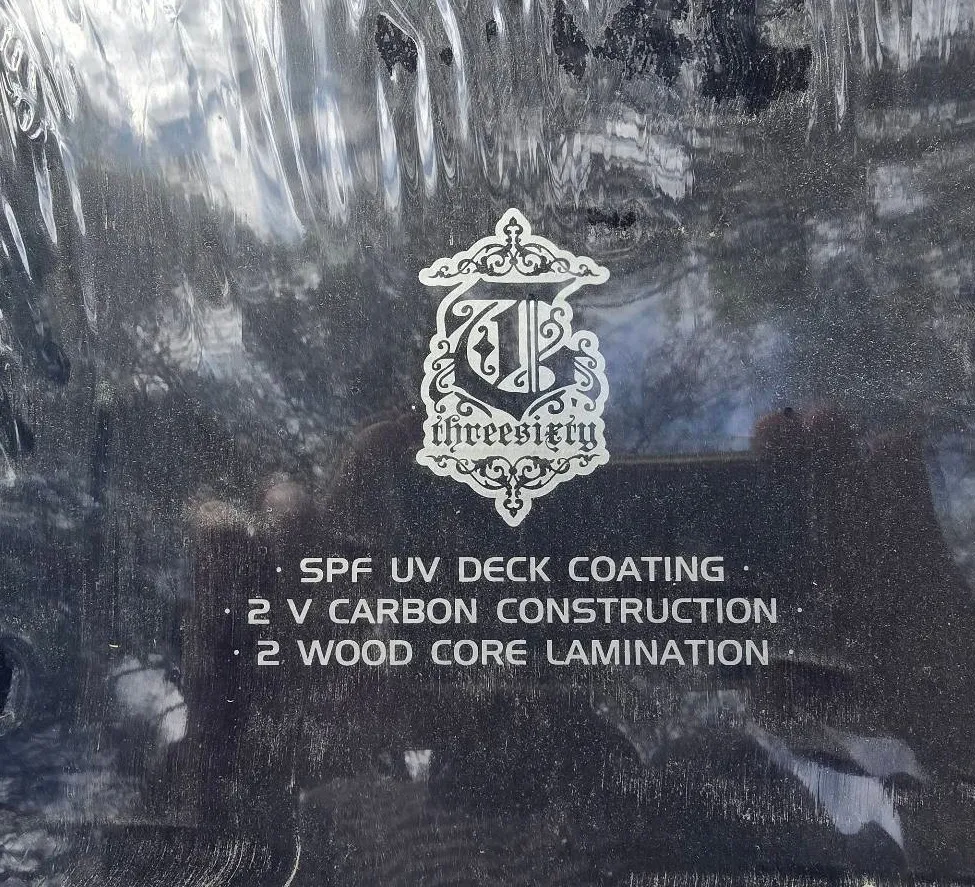 T
threesixty
· SPF UV DECK COATING ·
· 2 V CARBON CONSTRUCTION ·
· 2 WOOD CORE LAMINATION ·